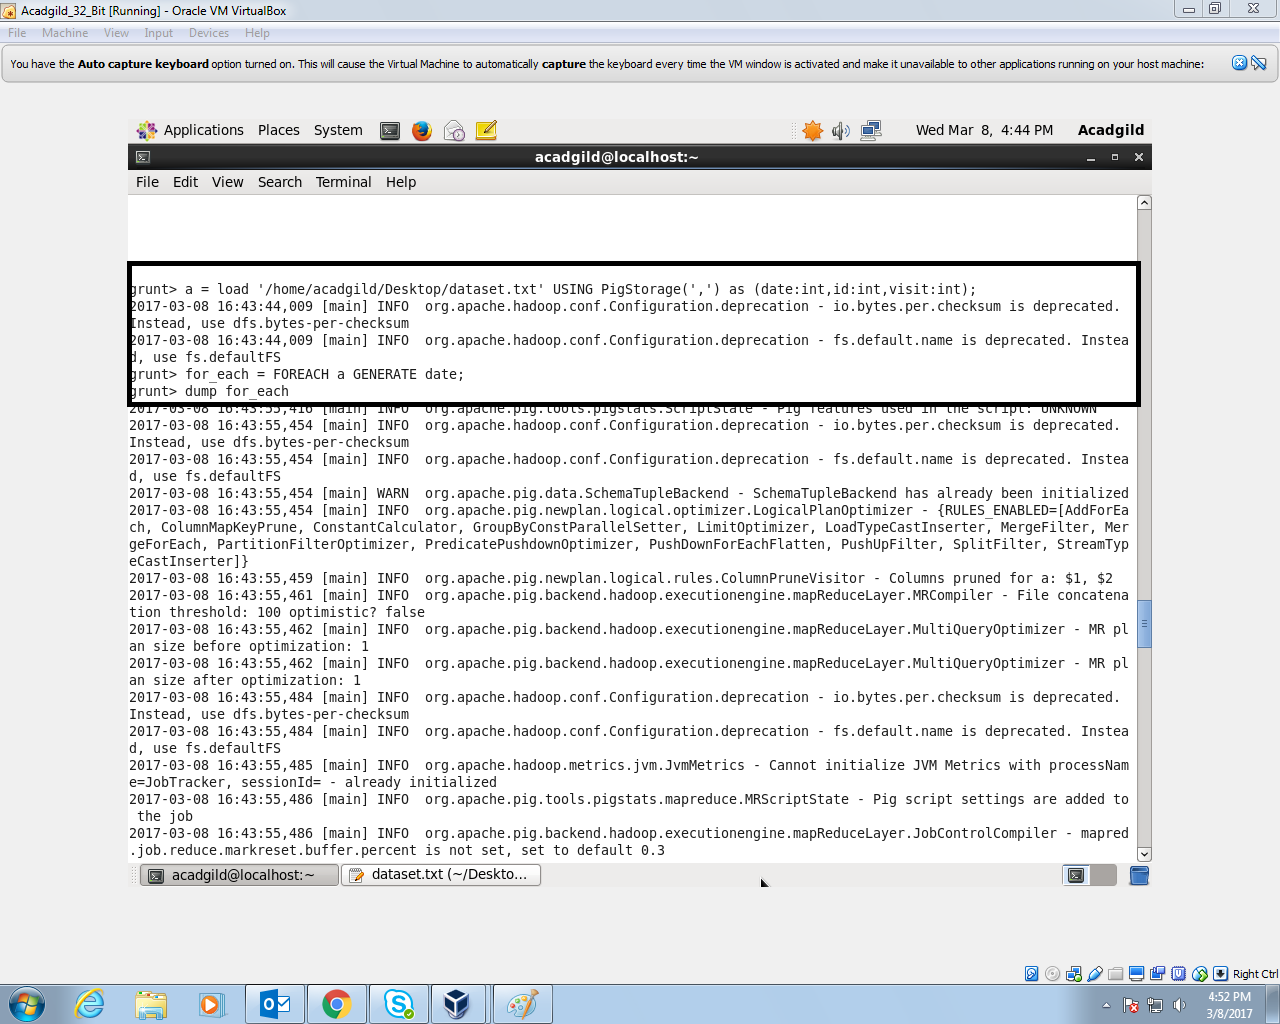 Acadgild_32_Bit [Running] - Oracle VM VirtualBox
File Machine View Input Devices Help
You have the Auto capture keyboard option turned on. This will cause the Virtual Machine to automatically capture the keyboard every time the VM window is activated and make it unavailable to other applications running on your host machine:
Applications Places System Wed Mar 8, 4:44 PM Acadgild
acadgild@localhost:~
File Edit View Search Terminal Help
grunt> a = load '/home/acadgild/Desktop/dataset.txt' USING PigStorage(',') as (date:int,id:int,visit:int);
2017-03-08 16:43:44,009 [main] INFO  org.apache.hadoop.conf.Configuration.deprecation - io.bytes.per.checksum is deprecated.
Instead, use dfs.bytes-per-checksum
2017-03-08 16:43:44,009 [main] INFO  org.apache.hadoop.conf.Configuration.deprecation - fs.default.name is deprecated. Instea
d, use fs.defaultFS
grunt> for_each = FOREACH a GENERATE date;
grunt> dump for_each
2017-03-08 16:43:55,416 [main] INFO  org.apache.pig.tools.pigstats.ScriptState - Pig features used in the script: UNKNOWN
2017-03-08 16:43:55,454 [main] INFO  org.apache.hadoop.conf.Configuration.deprecation - io.bytes.per.checksum is deprecated.
Instead, use dfs.bytes-per-checksum
2017-03-08 16:43:55,454 [main] INFO  org.apache.hadoop.conf.Configuration.deprecation - fs.default.name is deprecated. Instea
d, use fs.defaultFS
2017-03-08 16:43:55,454 [main] WARN  org.apache.pig.data.SchemaTupleBackend - SchemaTupleBackend has already been initialized
2017-03-08 16:43:55,454 [main] INFO  org.apache.pig.newplan.logical.optimizer.LogicalPlanOptimizer - {RULES_ENABLED=[AddForEa
ch, ColumnMapKeyPrune, ConstantCalculator, GroupByConstParallelSetter, LimitOptimizer, LoadTypeCastInserter, MergeFilter, Mer
geForEach, PartitionFilterOptimizer, PredicatePushdownOptimizer, PushDownForEachFlatten, PushUpFilter, SplitFilter, StreamTyp
eCastInserter]}
2017-03-08 16:43:55,459 [main] INFO  org.apache.pig.newplan.logical.rules.ColumnPruneVisitor - Columns pruned for a: $1, $2
2017-03-08 16:43:55,461 [main] INFO  org.apache.pig.backend.hadoop.executionengine.mapReduceLayer.MRCompiler - File concatena
tion threshold: 100 optimistic? false
2017-03-08 16:43:55,462 [main] INFO  org.apache.pig.backend.hadoop.executionengine.mapReduceLayer.MultiQueryOptimizer - MR pl
an size before optimization: 1
2017-03-08 16:43:55,462 [main] INFO  org.apache.pig.backend.hadoop.executionengine.mapReduceLayer.MultiQueryOptimizer - MR pl
an size after optimization: 1
2017-03-08 16:43:55,484 [main] INFO  org.apache.hadoop.conf.Configuration.deprecation - io.bytes.per.checksum is deprecated.
Instead, use dfs.bytes-per-checksum
2017-03-08 16:43:55,484 [main] INFO  org.apache.hadoop.conf.Configuration.deprecation - fs.default.name is deprecated. Instea
d, use fs.defaultFS
2017-03-08 16:43:55,485 [main] INFO  org.apache.hadoop.metrics.jvm.JvmMetrics - Cannot initialize JVM Metrics with processNam
e=JobTracker, sessionId= - already initialized
2017-03-08 16:43:55,486 [main] INFO  org.apache.pig.tools.pigstats.mapreduce.MRScriptState - Pig script settings are added to
 the job
2017-03-08 16:43:55,486 [main] INFO  org.apache.pig.backend.hadoop.executionengine.mapReduceLayer.JobControlCompiler - mapred
.job.reduce.markreset.buffer.percent is not set, set to default 0.3
acadgild@localhost:~ dataset.txt (~/Deskto...
Right Ctrl
4:52 PM
3/8/2017